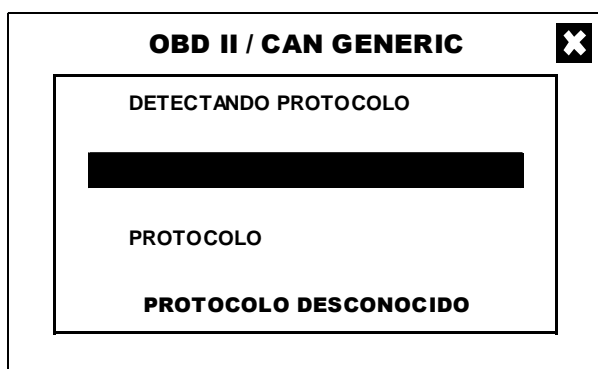 OBD II / CAN GENERIC
DETECTANDO PROTOCOLO
PROTOCOLO
PROTOCOLO DESCONOCIDO